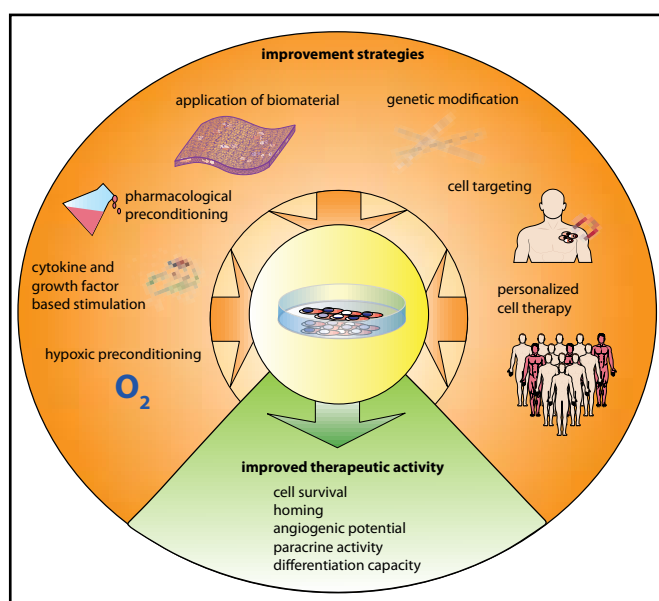 improvement strategies
application of biomaterial
genetic modification
pharmacological
preconditioning
cell targeting
cytokine and
growth factor
based stimulation
personalized
cell therapy
hypoxic preconditioning
O2
improved therapeutic activity
cell survival
homing
angiogenic potential
paracrine activity
differentiation capacity